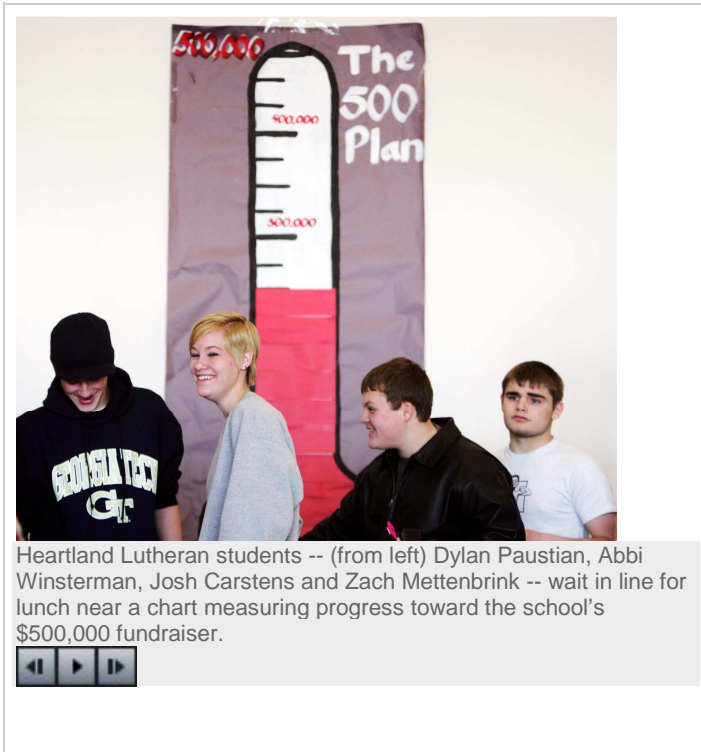 500,000
The
500
Plan
400,000
300,000
GEORGIA TECH
GT
Heartland Lutheran students -- (from left) Dylan Paustian, Abbi
Winsterman, Josh Carstens and Zach Mettenbrink -- wait in line for
lunch near a chart measuring progress toward the school's
$500,000 fundraiser.